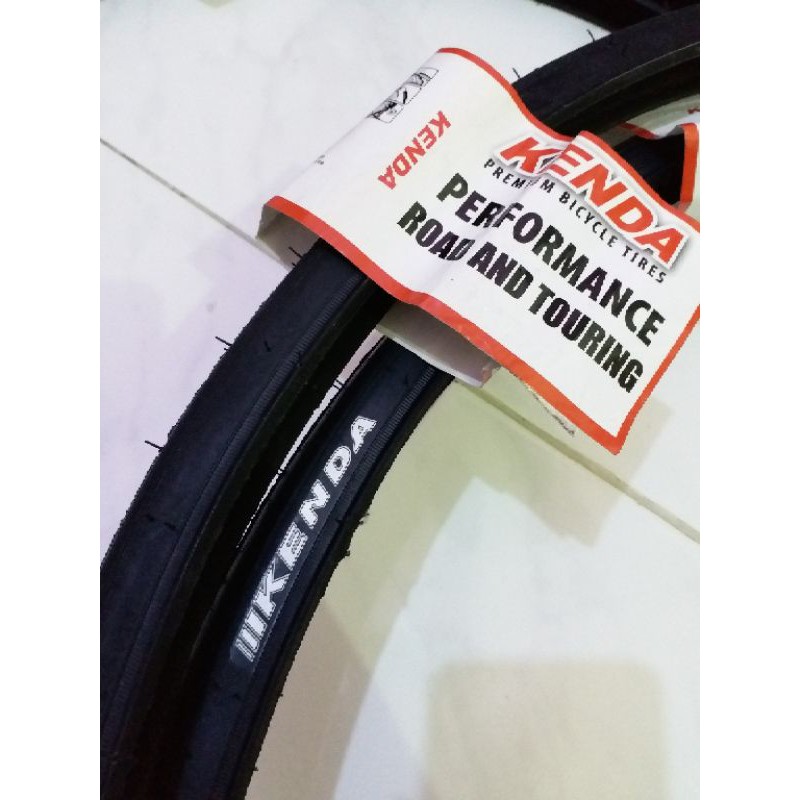 KENDA
KENDA
PREMIUM BICYCLE TIRES
PERFORMANCE
ROAD AND TOURING
KENDA